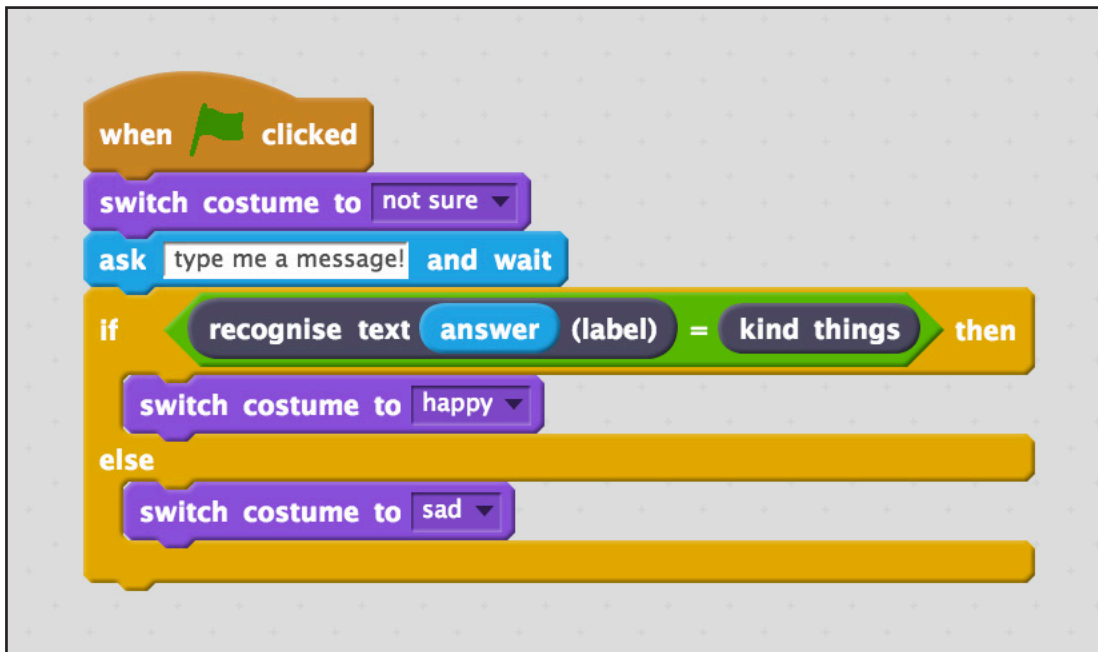 when clicked
switch costume to not sure
ask type me a message! and wait
if recognise text answer (label) = kind things then
switch costume to happy
else
switch costume to sad